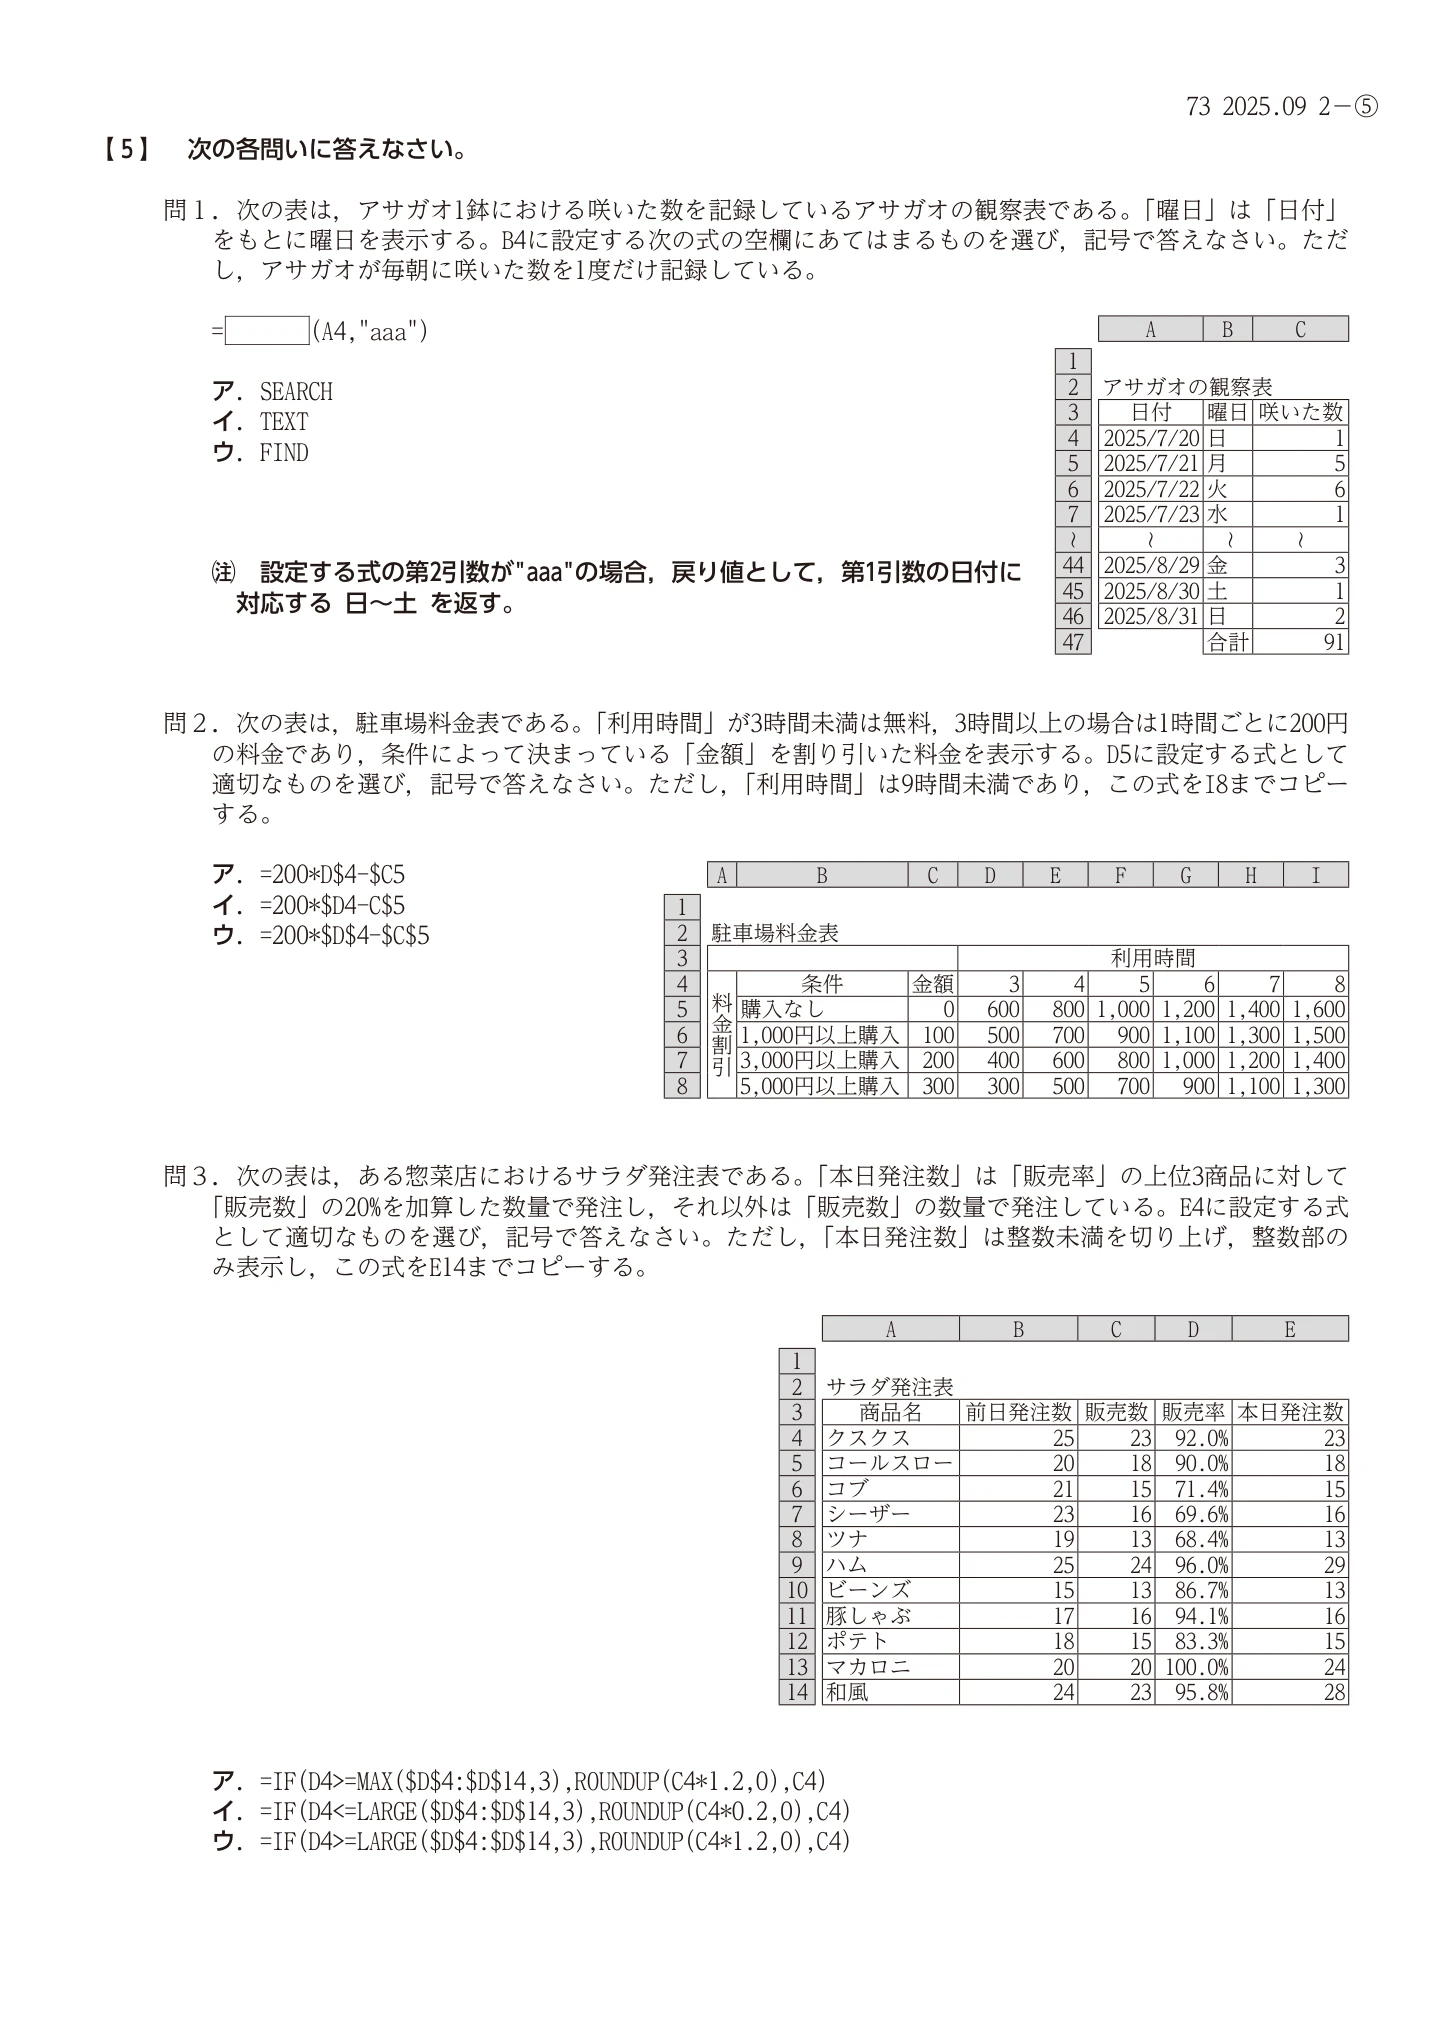 73 2025.09 2－⑤
【５】　次の各問いに答えなさい。
問１．次の表は，アサガオ1鉢における咲いた数を記録しているアサガオの観察表である。「曜日」は「日付」
をもとに曜日を表示する。B4に設定する次の式の空欄にあてはまるものを選び，記号で答えなさい。ただ
し，アサガオが毎朝に咲いた数を1度だけ記録している。
=(A4,"aaa")
ア．SEARCH
イ．TEXT
ウ．FIND
㊟　設定する式の第2引数が"aaa"の場合，戻り値として，第1引数の日付に
対応する 日～土 を返す。
A B C
1
2 アサガオの観察表
3 日付 曜日 咲いた数
4 2025/7/20 日 1
5 2025/7/21 月 5
6 2025/7/22 火 6
7 2025/7/23 水 1
～ ～ ～ ～
44 2025/8/29 金 3
45 2025/8/30 土 1
46 2025/8/31 日 2
47 合計 91
問２．次の表は，駐車場料金表である。「利用時間」が3時間未満は無料，3時間以上の場合は1時間ごとに200円
の料金であり，条件によって決まっている「金額」を割り引いた料金を表示する。D5に設定する式として
適切なものを選び，記号で答えなさい。ただし，「利用時間」は9時間未満であり，この式をI8までコピー
する。
ア．=200*D$4-$C5
イ．=200*$D4-C$5
ウ．=200*$D$4-$C$5
A B C D E F G H I
1
2 駐車場料金表
3 利用時間
4 料金割引 条件 金額 3 4 5 6 7 8
5 購入なし 0 600 800 1,000 1,200 1,400 1,600
6 1,000円以上購入 100 500 700 900 1,100 1,300 1,500
7 3,000円以上購入 200 400 600 800 1,000 1,200 1,400
8 5,000円以上購入 300 300 500 700 900 1,100 1,300
問３．次の表は，ある惣菜店におけるサラダ発注表である。「本日発注数」は「販売率」の上位3商品に対して
「販売数」の20%を加算した数量で発注し，それ以外は「販売数」の数量で発注している。E4に設定する式
として適切なものを選び，記号で答えなさい。ただし，「本日発注数」は整数未満を切り上げ，整数部の
み表示し，この式をE14までコピーする。
A B C D E
1
2 サラダ発注表
3 商品名 前日発注数 販売数 販売率 本日発注数
4 クスクス 25 23 92.0% 23
5 コールスロー 20 18 90.0% 18
6 コブ 21 15 71.4% 15
7 シーザー 23 16 69.6% 16
8 ツナ 19 13 68.4% 13
9 ハム 25 24 96.0% 29
10 ビーンズ 15 13 86.7% 13
11 豚しゃぶ 17 16 94.1% 16
12 ポテト 18 15 83.3% 15
13 マカロニ 20 20 100.0% 24
14 和風 24 23 95.8% 28
ア．=IF(D4>=MAX($D$4:$D$14,3),ROUNDUP(C4*1.2,0),C4)
イ．=IF(D4<=LARGE($D$4:$D$14,3),ROUNDUP(C4*0.2,0),C4)
ウ．=IF(D4>=LARGE($D$4:$D$14,3),ROUNDUP(C4*1.2,0),C4)